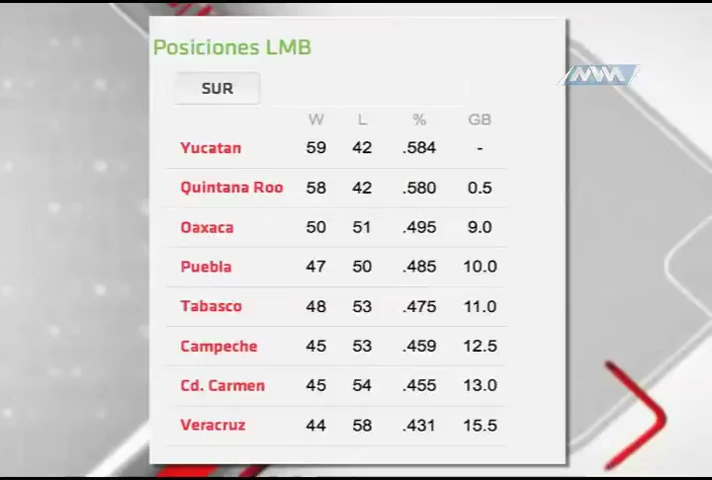 Posiciones LMB
MVM
SUR
W L % GB
Yucatan 59 42 .584 -
Quintana Roo 58 42 .580 0.5
Oaxaca 50 51 .495 9.0
Puebla 47 50 .485 10.0
Tabasco 48 53 .475 11.0
Campeche 45 53 .459 12.5
Cd. Carmen 45 54 .455 13.0
Veracruz 44 58 .431 15.5